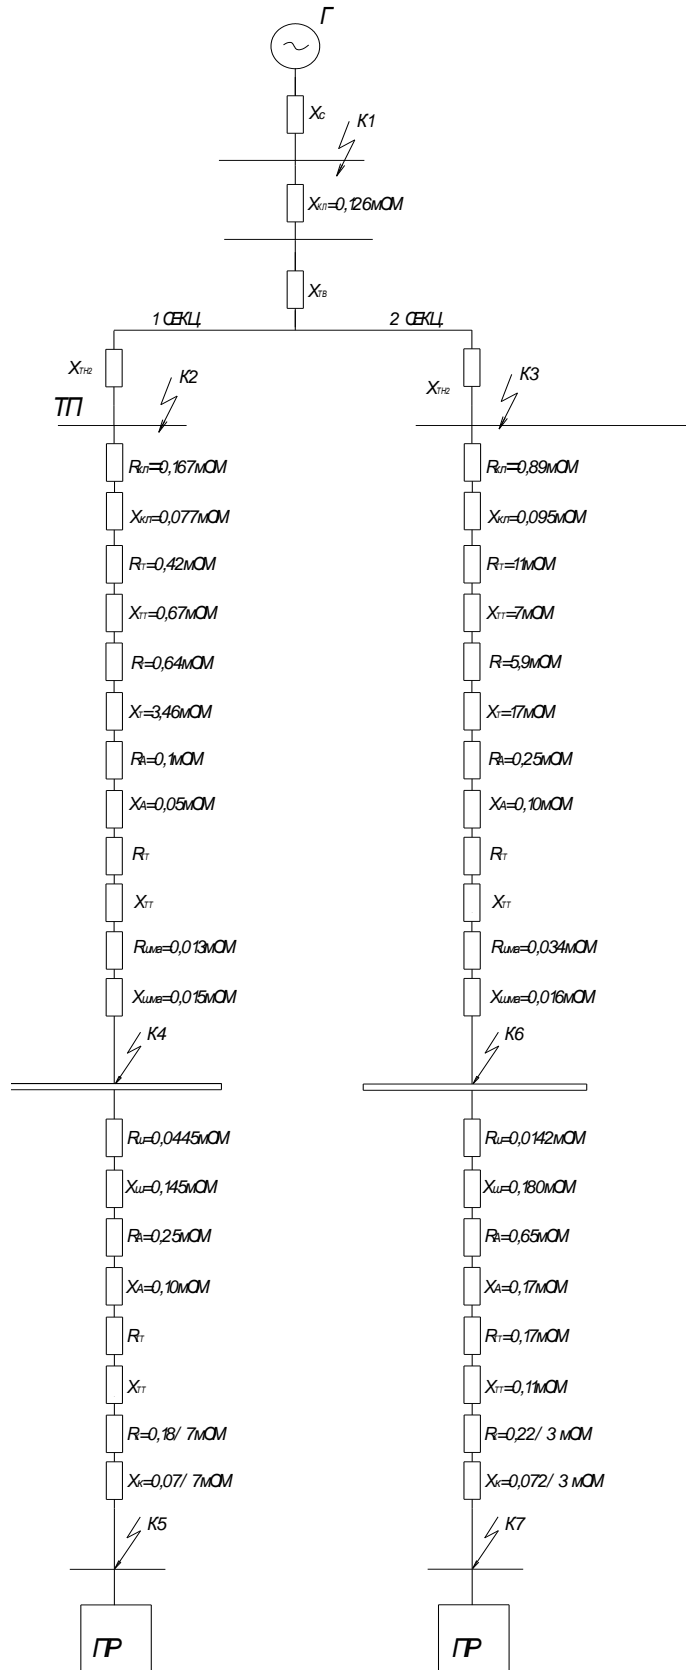 Г
Xс
К1
Xкл=0,126мОМ
Xтв
1 СЕКЦ. 2 СЕКЦ.
Xтн2 Xтн2
К2 К3
ТП
Rкл=0,167мОМ Rкл=0,89мОМ
Xкл=0,077мОМ Xкл=0,095мОМ
Rт=0,42мОМ Rт=11мОМ
Xтт=0,67мОМ Xтт=7мОМ
R=0,64мОМ R=5,9мОМ
Xт=3,46мОМ Xт=17мОМ
RА=0,1мОМ RА=0,25мОМ
XА=0,05мОМ XА=0,10мОМ
Rтт Rтт
Xтт Xтт
Rшма=0,013мОМ Rшма=0,034мОМ
Xшма=0,015мОМ Xшма=0,016мОМ
К4 К6
Rш=0,0445мОМ Rш=0,0142мОМ
Xш=0,145мОМ Xш=0,180мОМ
RА=0,25мОМ RА=0,65мОМ
XА=0,10мОМ XА=0,17мОМ
Rтт Rтт=0,17мОМ
Xтт Xтт=0,11мОМ
Rк=0,18/ 7мОМ Rк=0,22/ 3 мОМ
Xк=0,07/ 7мОМ Xк=0,072/ 3 мОМ
К5 К7
ПР ПР